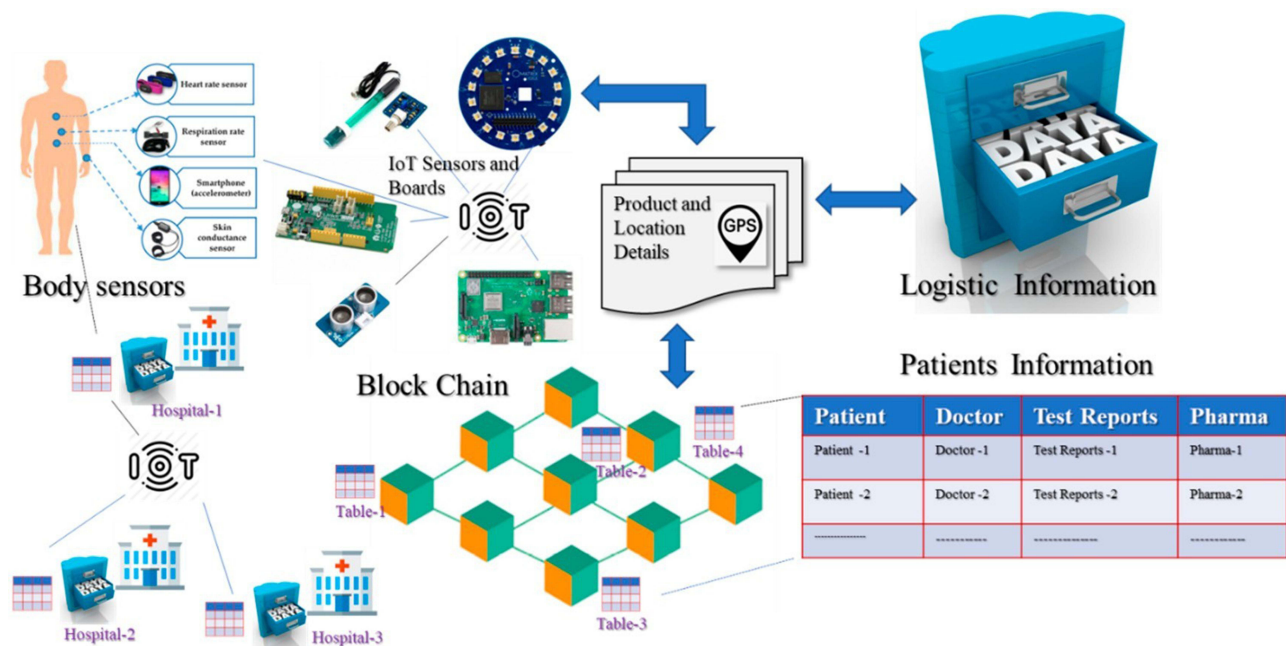 Heart rate sensor
Respiration rate
sensor
Smartphone
(accelerometer)
Skin
conductance
sensor
Body sensors
IoT Sensors and
Boards
IOT
Product and
Location
Details
GPS
DATA
DATA
Logistic Information
Hospital-1
IOT
Hospital-2
Hospital-3
Block Chain
Table-1
Table-2
Table-4
Table-3
Patients Information
Patient Doctor Test Reports Pharma
Patient -1 Doctor -1 Test Reports -1 Pharma-1
Patient -2 Doctor -2 Test Reports -2 Pharma-2
--------------- ----------- -------------- ------------